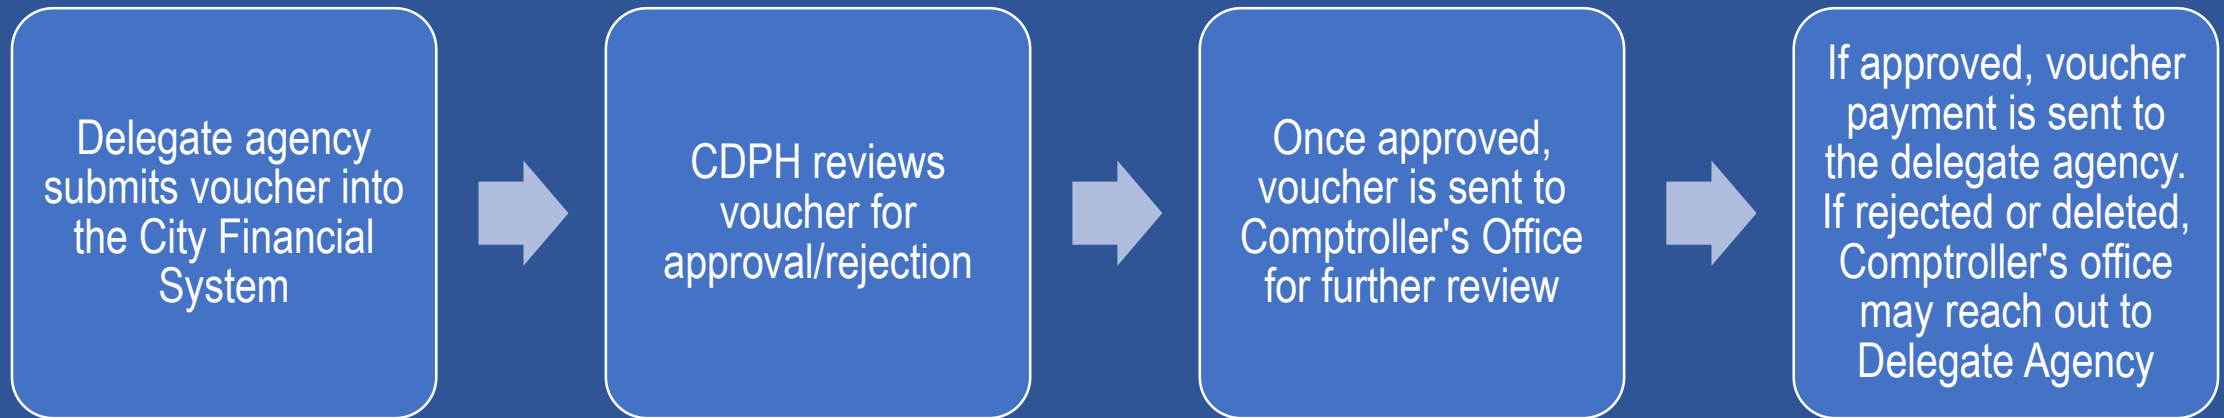 Delegate agency
submits voucher into
the City Financial
System
CDPH reviews
voucher for
approval/rejection
Once approved,
voucher is sent to
Comptroller's Office
for further review
If approved, voucher
payment is sent to
the delegate agency.
If rejected or deleted,
Comptroller's office
may reach out to
Delegate Agency